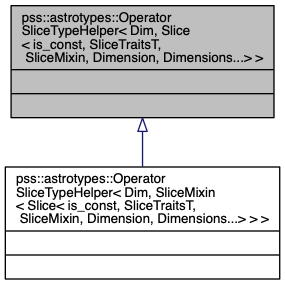 pss::astrotypes::Operator
SliceTypeHelper< Dim, Slice
< is_const, SliceTraitsT,
SliceMixin, Dimension, Dimensions...> >
pss::astrotypes::Operator
SliceTypeHelper< Dim, SliceMixin
< Slice< is_const, SliceTraitsT,
SliceMixin, Dimension, Dimensions...> > >